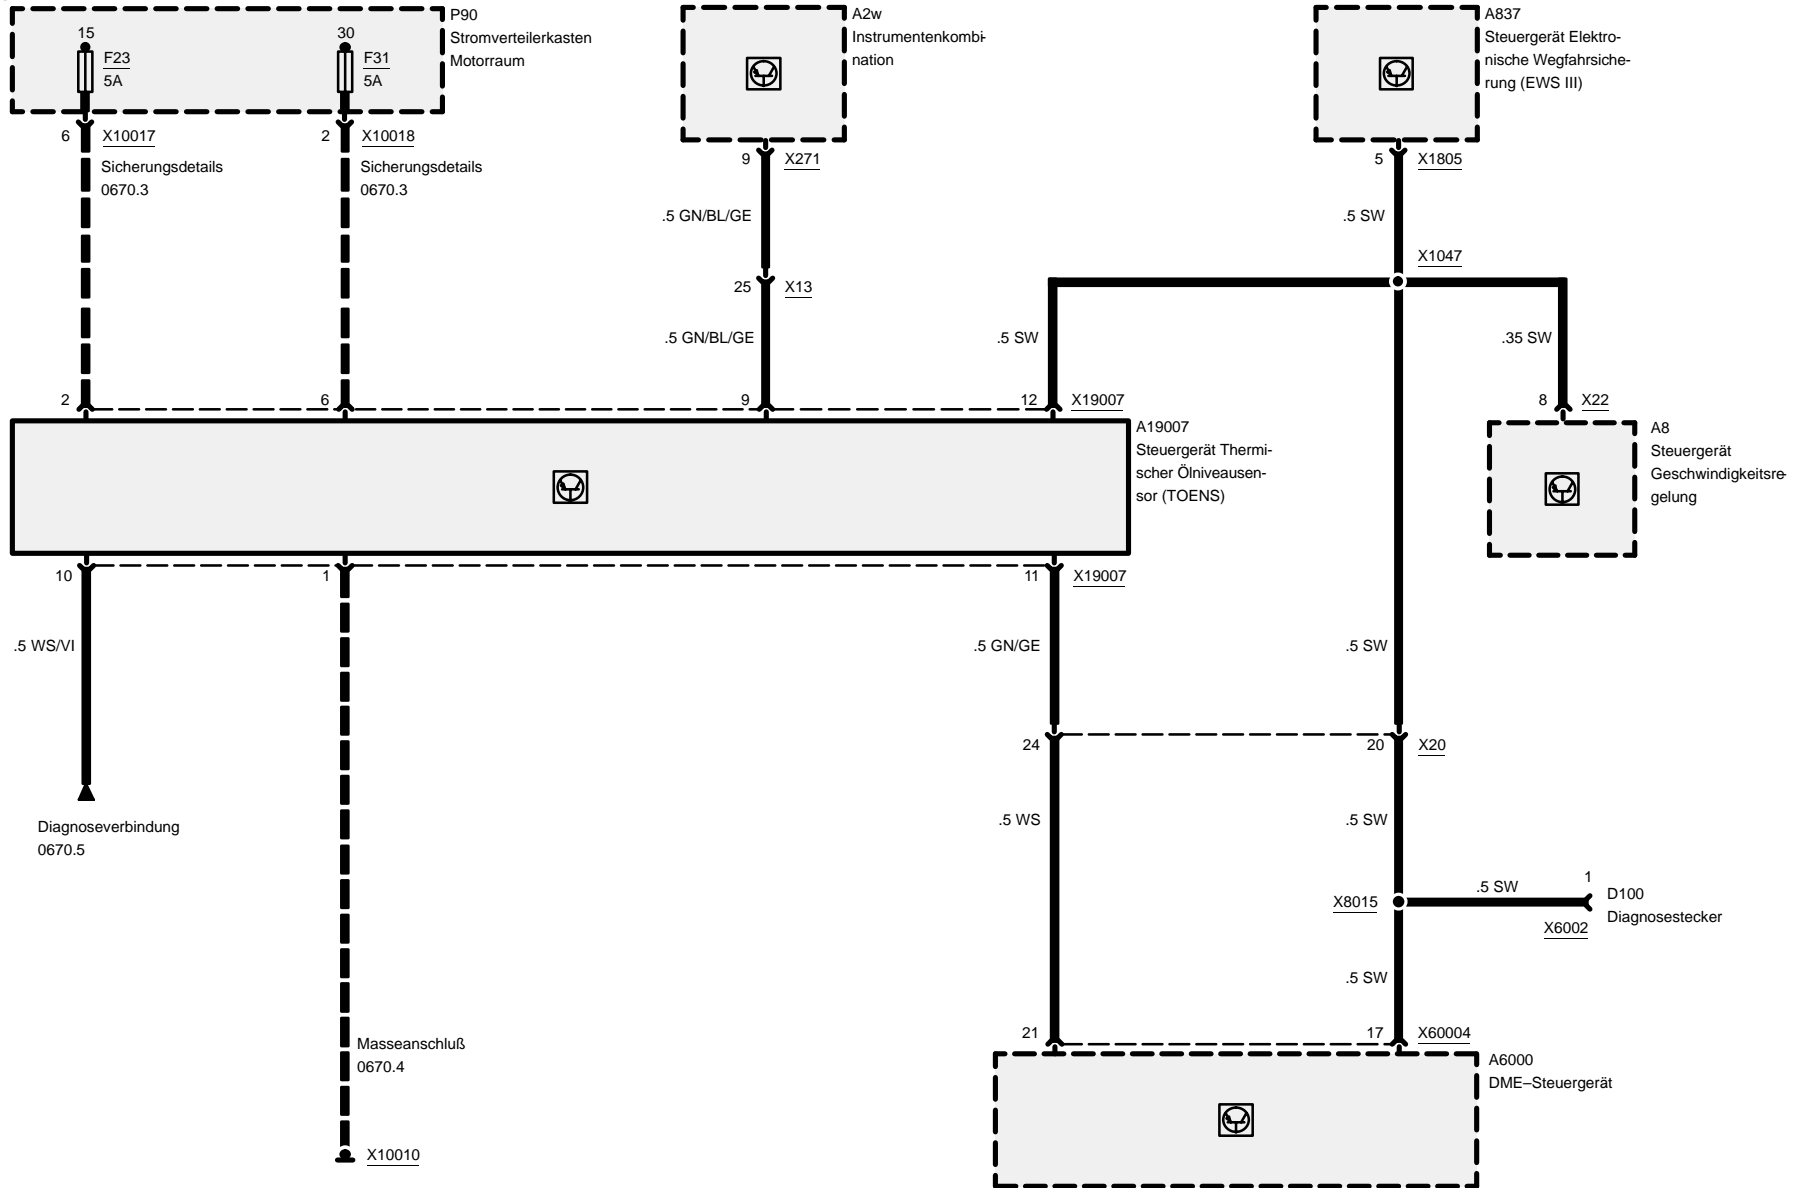 P90
Stromverteilerkasten
Motorraum
15
F23
5A
30
F31
5A
A2w
Instrumentenkombi-
nation
A837
Steuergerät Elektro-
nische Wegfahrsiche-
rung (EWS III)
6 X10017
Sicherungsdetails
0670.3
2 X10018
Sicherungsdetails
0670.3
9 X271
5 X1805
.5 GN/BL/GE
.5 SW
X1047
25 X13
.5 GN/BL/GE
.5 SW
.35 SW
2
6
9
12 X19007
8 X22
A19007
Steuergerät Thermi-
scher Ölniveausen-
sor (TOENS)
A8
Steuergerät
Geschwindigkeitsre-
gelung
10
1
11 X19007
.5 WS/VI
.5 GN/GE
.5 SW
24
20 X20
Diagnoseverbindung
0670.5
.5 WS
.5 SW
X8015
.5 SW
1
D100
Diagnosestecker
X6002
.5 SW
Masseanschluß
0670.4
21
17 X60004
A6000
DME–Steuergerät
X10010